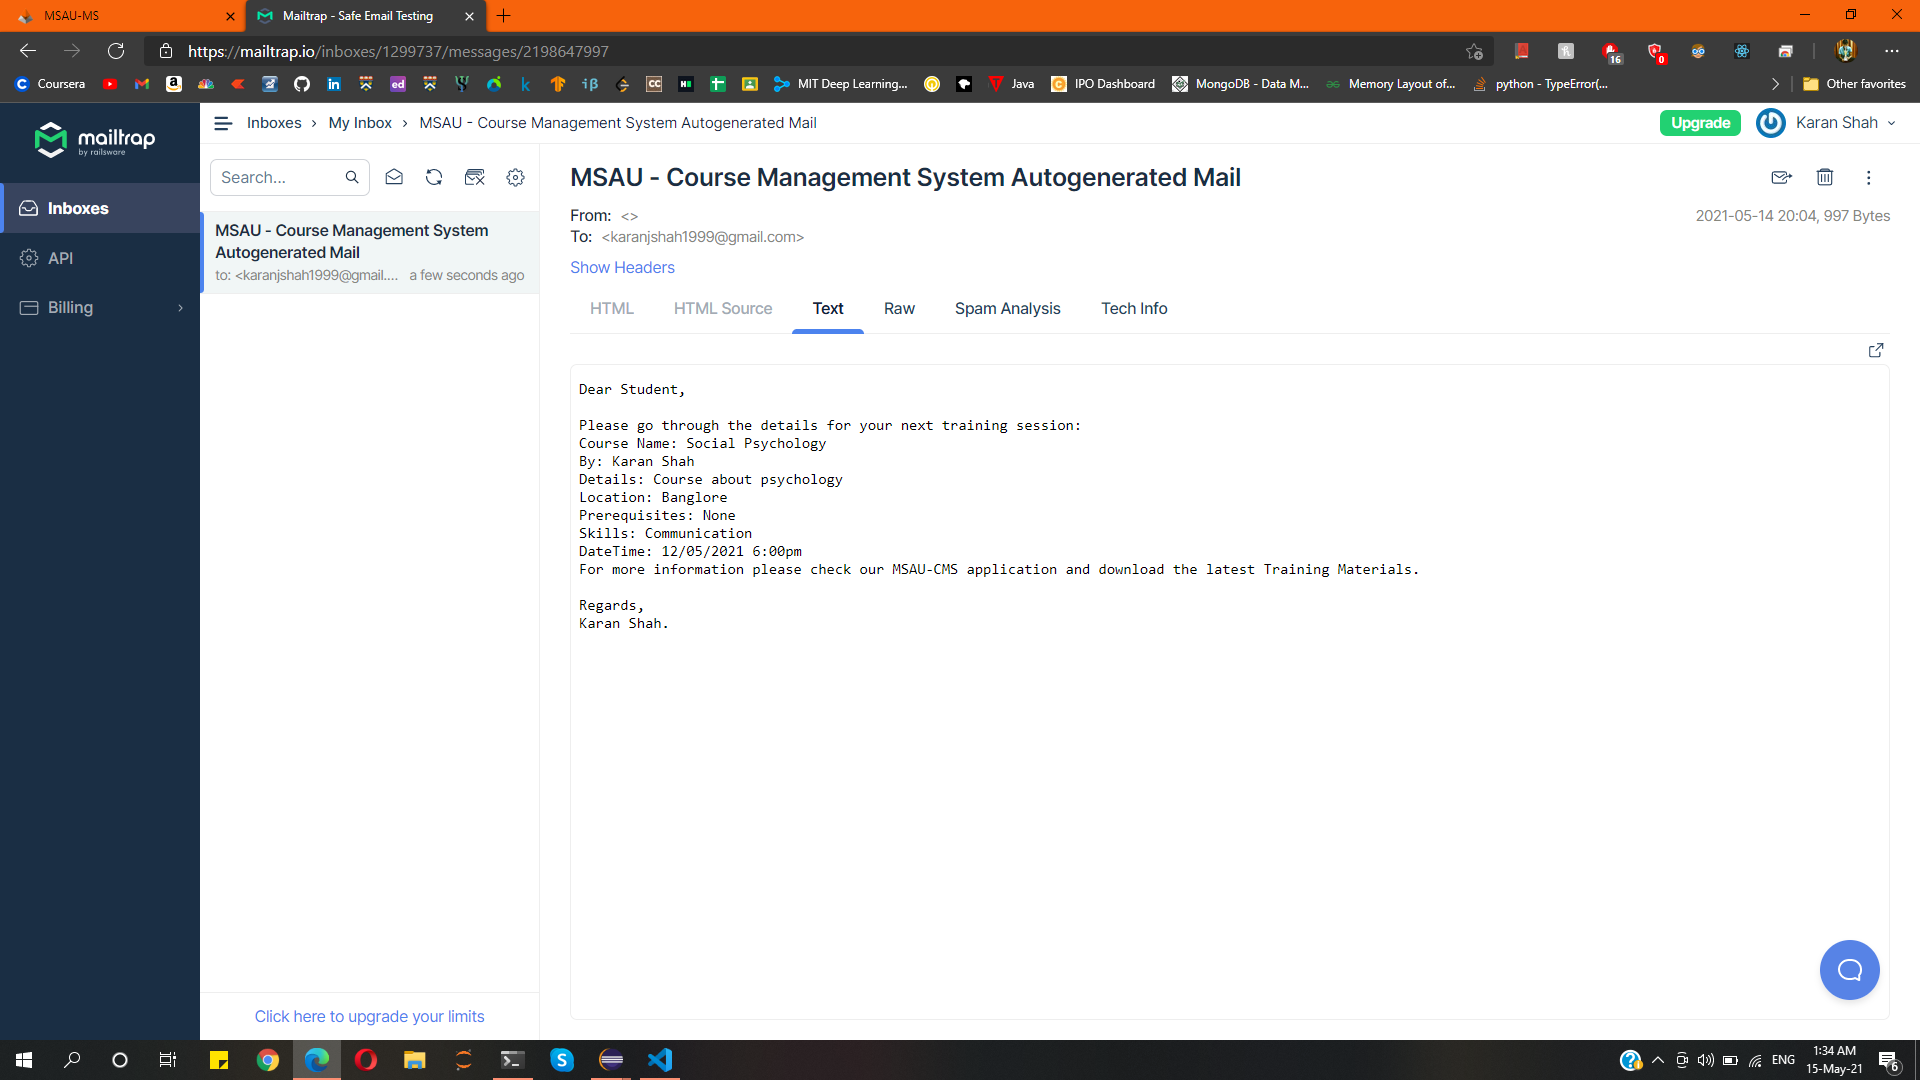 MSAU-MS
Mailtrap - Safe Email Testing
https://mailtrap.io/inboxes/1299737/messages/2198647997
16
0
Coursera
ed
CC
MIT Deep Learning...
Java
IPO Dashboard
MongoDB - Data M...
Memory Layout of...
python - TypeError(...
Other favorites
mailtrap
by railsware
Inboxes
API
Billing
Inboxes › My Inbox › MSAU - Course Management System Autogenerated Mail
Upgrade
Karan Shah
Search...
MSAU - Course Management System
Autogenerated Mail
to: <karanjshah1999@gmail.... a few seconds ago
Click here to upgrade your limits
MSAU - Course Management System Autogenerated Mail
From: <>
2021-05-14 20:04, 997 Bytes
To: <karanjshah1999@gmail.com>
Show Headers
HTML HTML Source Text Raw Spam Analysis Tech Info
Dear Student,
Please go through the details for your next training session:
Course Name: Social Psychology
By: Karan Shah
Details: Course about psychology
Location: Banglore
Prerequisites: None
Skills: Communication
DateTime: 12/05/2021 6:00pm
For more information please check our MSAU-CMS application and download the latest Training Materials.
Regards,
Karan Shah.
ENG
1:34 AM
15-May-21
6